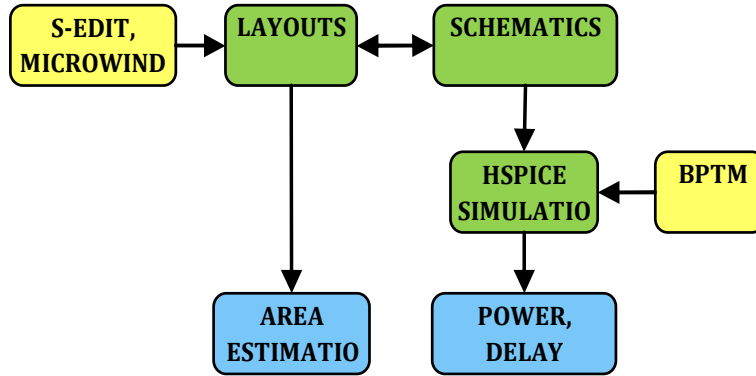 S-EDIT,
MICROWIND
LAYOUTS
SCHEMATICS
HSPICE
SIMULATIO
BPTM
AREA
ESTIMATIO
POWER,
DELAY